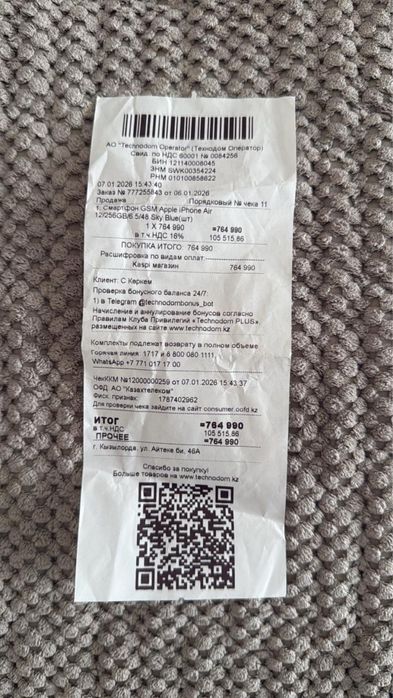 АО "Technodom Operator" (Технодом Оператор)
Свид. по НДС 60001 № 0084256
БИН 121140006045
ЗНМ SWK00354224
РНМ 010100858622
07.01.2026 15:43:40
Заказ № 777255843 от 06.01.2026
Продажа Порядковый № чека 11
1. Смартфон GSM Apple iPhone Air
12/256GB/6.5/48 Sky Blue(шт)
1 X 764 990 =764 990
в т.ч.НДС 16% 105 515.86
ПОКУПКА ИТОГО: 764 990
Расшифровка по видам оплат:
Kaspi магазин 764 990
Клиент: С Керкем
Проверка бонусного баланса 24/7:
1) в Telegram @technodombonus_bot
Начисление и аннулирование бонусов согласно
Правилам Клуба Привилегий «Technodom PLUS»,
размещенных на сайте www.technodom.kz
Комплекты подлежат возврату в полном объеме
Горячая линия: 1717 и 8 800 080 1111,
WhatsApp +7 771 017 17 00
ЧекККМ №12000000259 от 07.01.2026 15:43:37
ОФД: АО "Казахтелеком"
Фиск. признак: 1787402962
Для проверки чека зайдите на сайт consumer.oofd.kz
ИТОГ =764 990
в т.ч.НДС 105 515.86
ПРОЧЕЕ =764 990
г. Кызылорда, ул. Айтеке би, 46А
Спасибо за покупку!
Больше товаров на www.technodom.kz